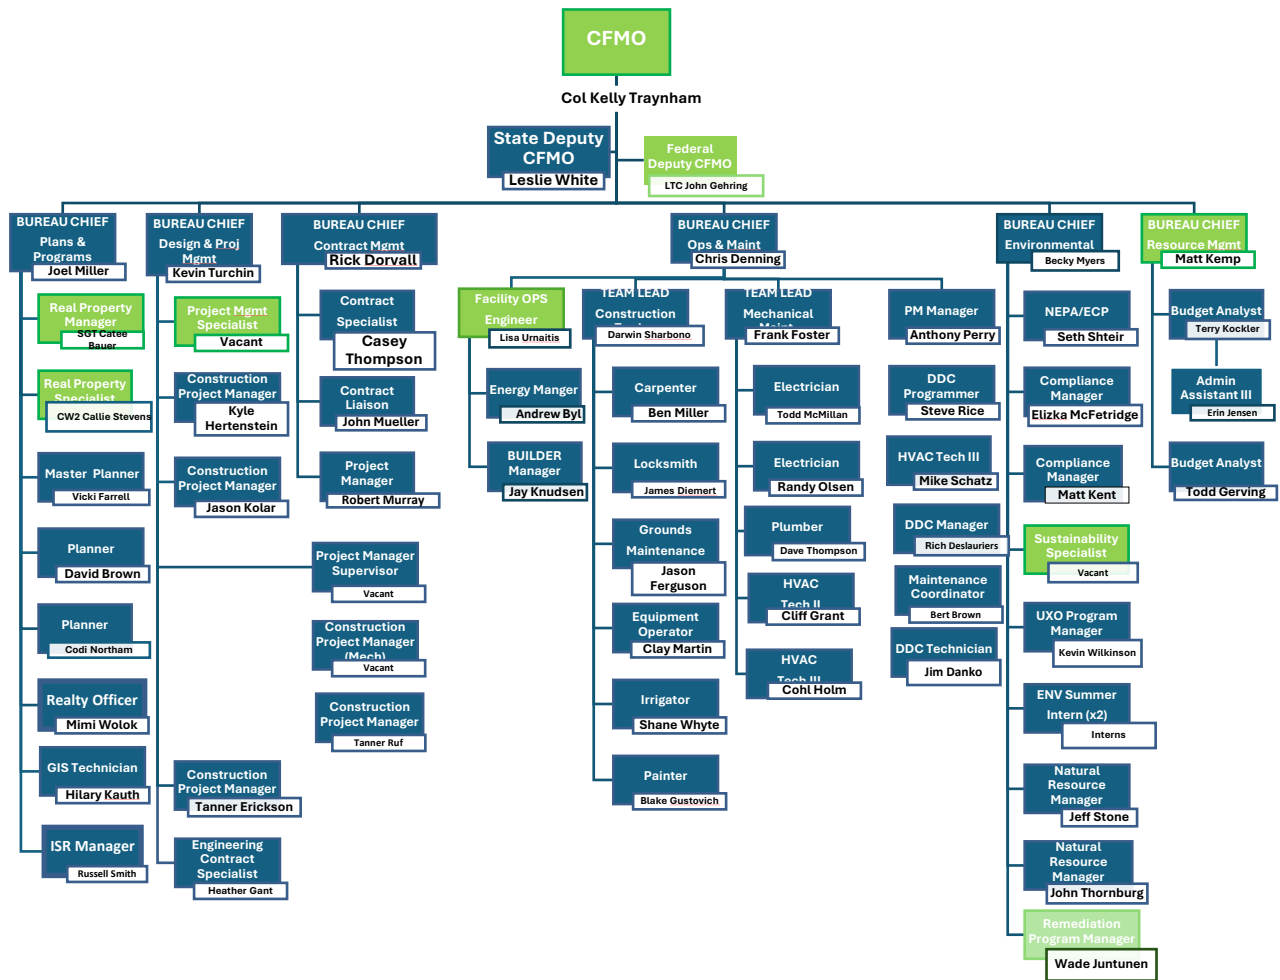 CFMO
Col Kelly Traynham
State Deputy
CFMO
Leslie White
Federal
Deputy CFMO
LTC John Gehring
BUREAU CHIEF
Plans &
Programs
Joel Miller
Real Property
Manager
SGT Catee
Bauer
Real Property
Specialist
CW2 Callie Stevens
Master Planner
Vicki Farrell
Planner
David Brown
Planner
Codi Northam
Realty Officer
Mimi Wolok
GIS Technician
Hilary Kauth
ISR Manager
Russell Smith
BUREAU CHIEF
Design & Proj
Mgmt
Kevin Turchin
Project Mgmt
Specialist
Vacant
Construction
Project Manager
Kyle
Hertenstein
Construction
Project Manager
Jason Kolar
Project Manager
Supervisor
Vacant
Construction
Project Manager
(Mech)
Vacant
Construction
Project Manager
Tanner Ruf
Construction
Project Manager
Tanner Erickson
Engineering
Contract
Specialist
Heather Gant
BUREAU CHIEF
Contract Mgmt
Rick Dorvall
Contract
Specialist
Casey
Thompson
Contract
Liaison
John Mueller
Project
Manager
Robert Murray
BUREAU CHIEF
Ops & Maint
Chris Denning
Facility OPS
Engineer
Lisa Urnaitis
Energy Manger
Andrew Byl
BUILDER
Manager
Jay Knudsen
TEAM LEAD
Construction
Darwin Sharbono
Carpenter
Ben Miller
Locksmith
James Diemert
Grounds
Maintenance
Jason
Ferguson
Equipment
Operator
Clay Martin
Irrigator
Shane Whyte
Painter
Blake Gustovich
TEAM LEAD
Mechanical
Maint
Frank Foster
Electrician
Todd McMillan
Electrician
Randy Olsen
Plumber
Dave Thompson
HVAC
Tech II
Cliff Grant
HVAC
Tech III
Cohl Holm
PM Manager
Anthony Perry
DDC
Programmer
Steve Rice
HVAC Tech III
Mike Schatz
DDC Manager
Rich Deslauriers
Maintenance
Coordinator
Bert Brown
DDC Technician
Jim Danko
BUREAU CHIEF
Environmental
Becky Myers
NEPA/ECP
Seth Shteir
Compliance
Manager
Elizka McFetridge
Compliance
Manager
Matt Kent
Sustainability
Specialist
Vacant
UXO Program
Manager
Kevin Wilkinson
ENV Summer
Intern (x2)
Interns
Natural
Resource
Manager
Jeff Stone
Natural
Resource
Manager
John Thornburg
Remediation
Program Manager
Wade Juntunen
BUREAU CHIEF
Resource Mgmt
Matt Kemp
Budget Analyst
Terry Kockler
Admin
Assistant III
Erin Jensen
Budget Analyst
Todd Gerving